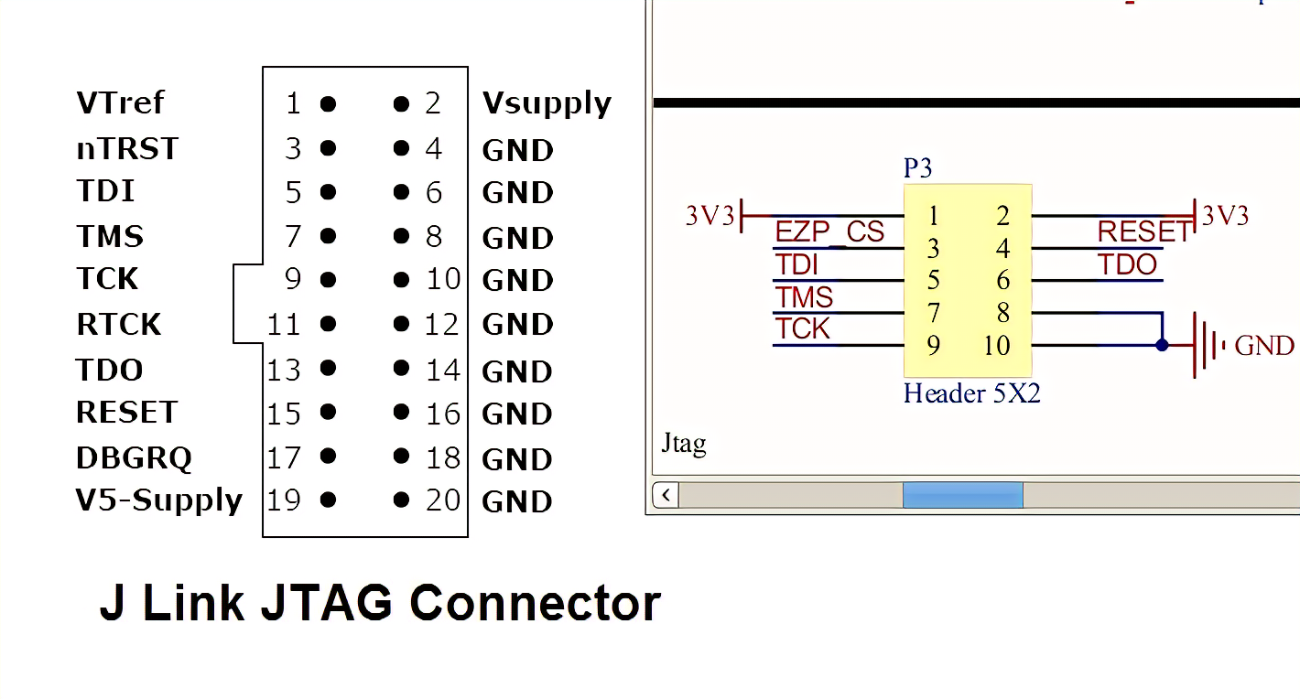 VTref 1 2 Vsupply
nTRST 3 4 GND
TDI 5 6 GND
TMS 7 8 GND
TCK 9 10 GND
RTCK 11 12 GND
TDO 13 14 GND
RESET 15 16 GND
DBGRQ 17 18 GND
V5-Supply 19 20 GND
J Link JTAG Connector
P3
3V3 1 2 3V3
EZP_CS 3 4 RESET
TDI 5 6 TDO
TMS 7 8
TCK 9 10 GND
Header 5X2
Jtag